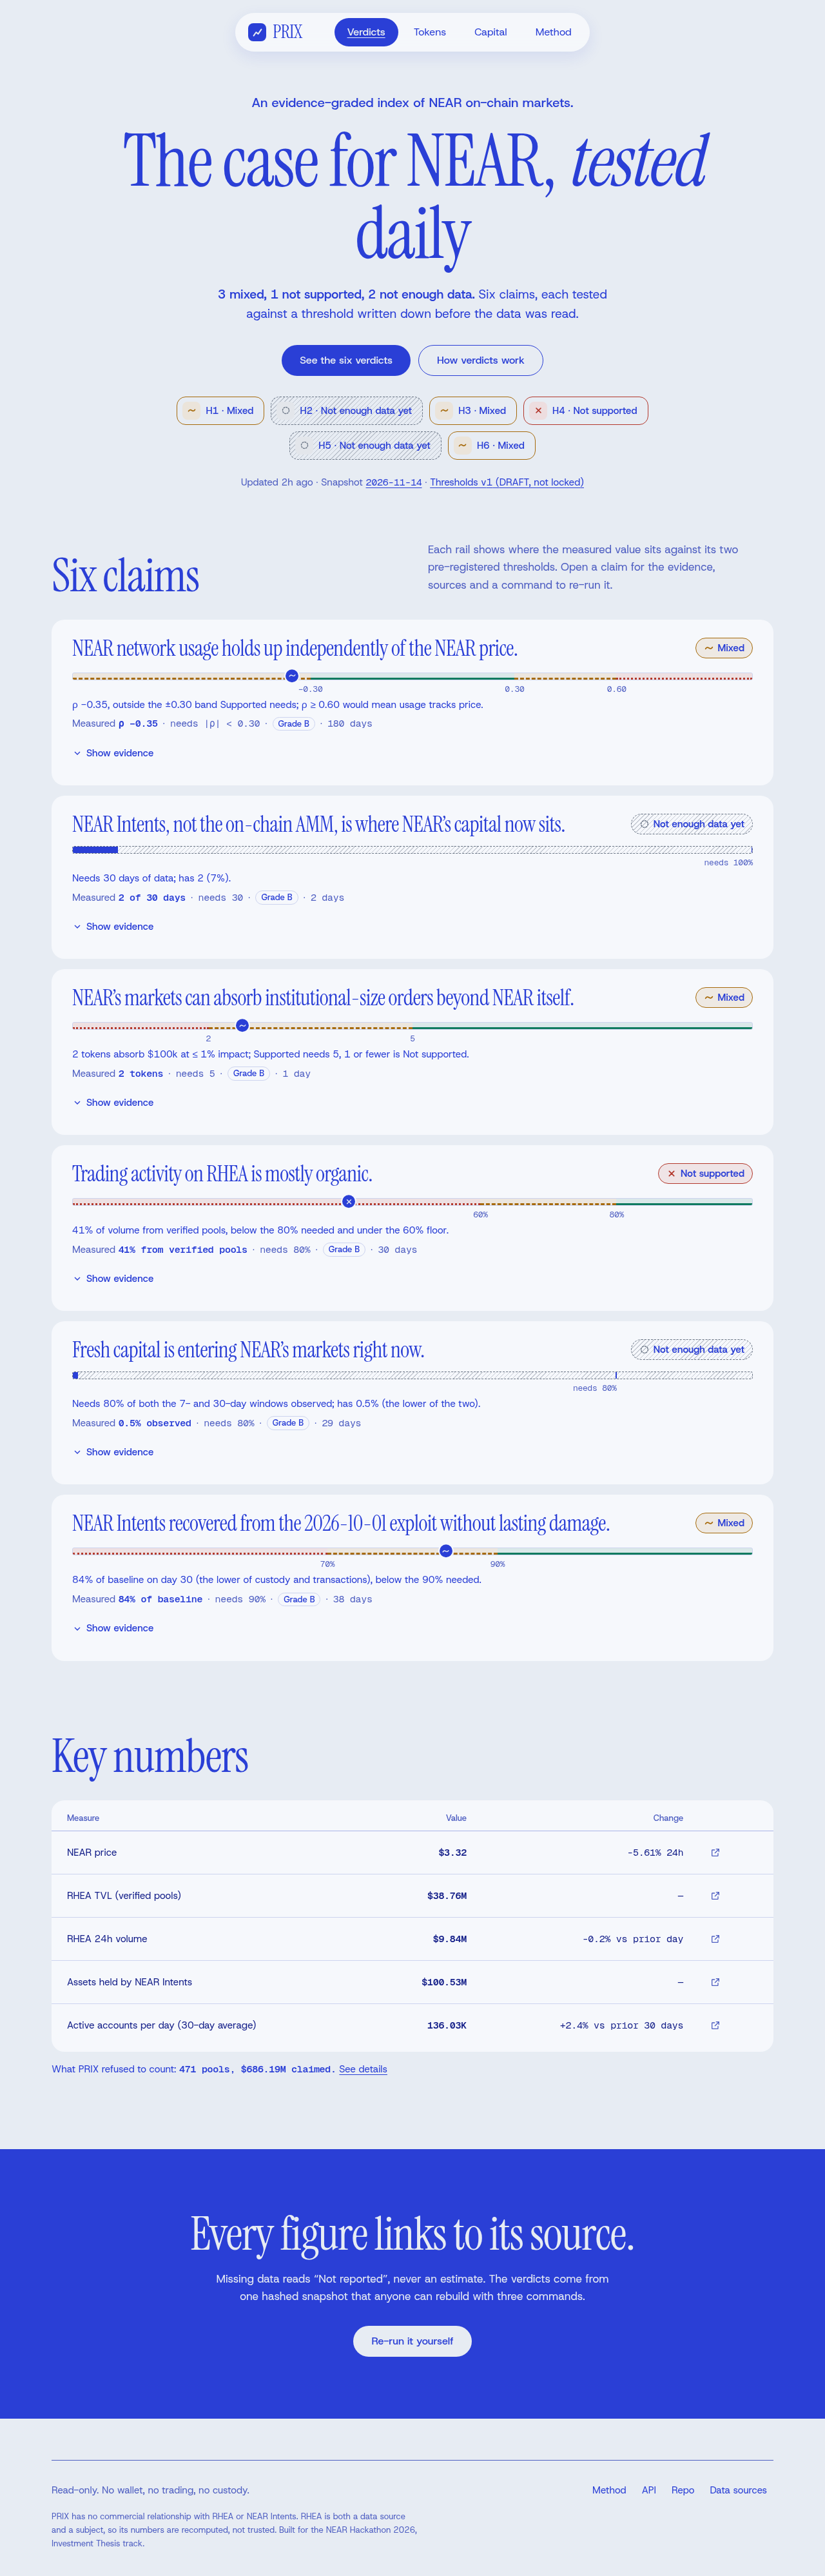 PRIX
Verdicts Tokens Capital Method
An evidence-graded index of NEAR on-chain markets.
The case for NEAR, tested
daily
3 mixed, 1 not supported, 2 not enough data. Six claims, each tested
against a threshold written down before the data was read.
See the six verdicts How verdicts work
H1 · Mixed H2 · Not enough data yet H3 · Mixed H4 · Not supported
H5 · Not enough data yet H6 · Mixed
Updated 2h ago · Snapshot 2026-11-14 · Thresholds v1 (DRAFT, not locked)
Six claims
Each rail shows where the measured value sits against its two
pre-registered thresholds. Open a claim for the evidence,
sources and a command to re-run it.
NEAR network usage holds up independently of the NEAR price.
Mixed
−0.30 0.30 0.60
ρ −0.35, outside the ±0.30 band Supported needs; ρ ≥ 0.60 would mean usage tracks price.
Measured ρ −0.35 · needs |ρ| < 0.30 · Grade B · 180 days
Show evidence
NEAR Intents, not the on-chain AMM, is where NEAR's capital now sits.
Not enough data yet
needs 100%
Needs 30 days of data; has 2 (7%).
Measured 2 of 30 days · needs 30 · Grade B · 2 days
Show evidence
NEAR's markets can absorb institutional-size orders beyond NEAR itself.
Mixed
2 5
2 tokens absorb $100k at ≤ 1% impact; Supported needs 5, 1 or fewer is Not supported.
Measured 2 tokens · needs 5 · Grade B · 1 day
Show evidence
Trading activity on RHEA is mostly organic.
Not supported
60% 80%
41% of volume from verified pools, below the 80% needed and under the 60% floor.
Measured 41% from verified pools · needs 80% · Grade B · 30 days
Show evidence
Fresh capital is entering NEAR's markets right now.
Not enough data yet
needs 80%
Needs 80% of both the 7- and 30-day windows observed; has 0.5% (the lower of the two).
Measured 0.5% observed · needs 80% · Grade B · 29 days
Show evidence
NEAR Intents recovered from the 2026-10-01 exploit without lasting damage.
Mixed
70% 90%
84% of baseline on day 30 (the lower of custody and transactions), below the 90% needed.
Measured 84% of baseline · needs 90% · Grade B · 38 days
Show evidence
Key numbers
Measure Value Change
NEAR price $3.32 -5.61% 24h
RHEA TVL (verified pools) $38.76M —
RHEA 24h volume $9.84M -0.2% vs prior day
Assets held by NEAR Intents $100.53M —
Active accounts per day (30-day average) 136.03K +2.4% vs prior 30 days
What PRIX refused to count: 471 pools, $686.19M claimed. See details
Every figure links to its source.
Missing data reads “Not reported”, never an estimate. The verdicts come from
one hashed snapshot that anyone can rebuild with three commands.
Re-run it yourself
Read-only. No wallet, no trading, no custody.
Method API Repo Data sources
PRIX has no commercial relationship with RHEA or NEAR Intents. RHEA is both a data source
and a subject, so its numbers are recomputed, not trusted. Built for the NEAR Hackathon 2026,
Investment Thesis track.